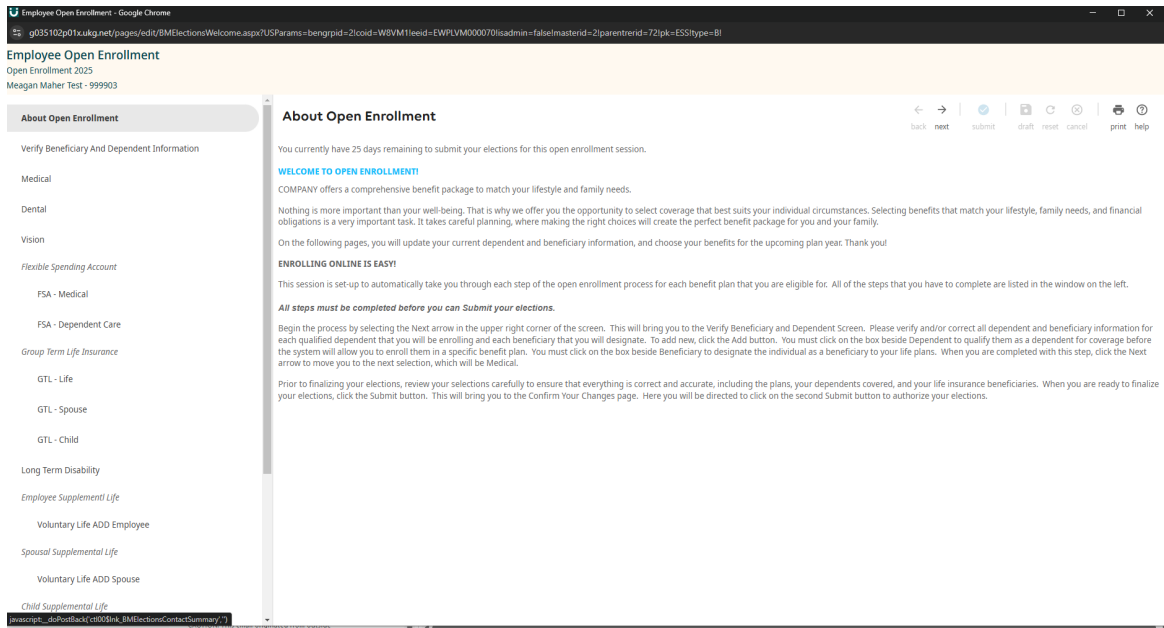 Employee Open Enrollment - Google Chrome
g035102p01x.ukg.net/pages/edit/BMElectionsWelcome.aspx?USParams=bengrpid=2!coid=W8VM1!eeid=EWPLVM000070!isadmin=false!masterid=2!parentrerid=72!pk=ESS!type=B!
Employee Open Enrollment
Open Enrollment 2025
Meagan Maher Test - 999903
About Open Enrollment
Verify Beneficiary And Dependent Information
Medical
Dental
Vision
Flexible Spending Account
FSA - Medical
FSA - Dependent Care
Group Term Life Insurance
GTL - Life
GTL - Spouse
GTL - Child
Long Term Disability
Employee Supplementl Life
Voluntary Life ADD Employee
Spousal Supplemental Life
Voluntary Life ADD Spouse
Child Supplemental Life
javascript:__doPostBack('ctl00$lnk_BMElectionsContactSummary','')
About Open Enrollment
back next submit draft reset cancel print help
You currently have 25 days remaining to submit your elections for this open enrollment session.
WELCOME TO OPEN ENROLLMENT!
COMPANY offers a comprehensive benefit package to match your lifestyle and family needs.
Nothing is more important than your well-being. That is why we offer you the opportunity to select coverage that best suits your individual circumstances. Selecting benefits that match your lifestyle, family needs, and financial
obligations is a very important task. It takes careful planning, where making the right choices will create the perfect benefit package for you and your family.
On the following pages, you will update your current dependent and beneficiary information, and choose your benefits for the upcoming plan year. Thank you!
ENROLLING ONLINE IS EASY!
This session is set-up to automatically take you through each step of the open enrollment process for each benefit plan that you are eligible for. All of the steps that you have to complete are listed in the window on the left.
All steps must be completed before you can Submit your elections.
Begin the process by selecting the Next arrow in the upper right corner of the screen. This will bring you to the Verify Beneficiary and Dependent Screen. Please verify and/or correct all dependent and beneficiary information for
each qualified dependent that you will be enrolling and each beneficiary that you will designate. To add new, click the Add button. You must click on the box beside Dependent to qualify them as a dependent for coverage before
the system will allow you to enroll them in a specific benefit plan. You must click on the box beside Beneficiary to designate the individual as a beneficiary to your life plans. When you are completed with this step, click the Next
arrow to move you to the next selection, which will be Medical.
Prior to finalizing your elections, review your selections carefully to ensure that everything is correct and accurate, including the plans, your dependents covered, and your life insurance beneficiaries. When you are ready to finalize
your elections, click the Submit button. This will bring you to the Confirm Your Changes page. Here you will be directed to click on the second Submit button to authorize your elections.